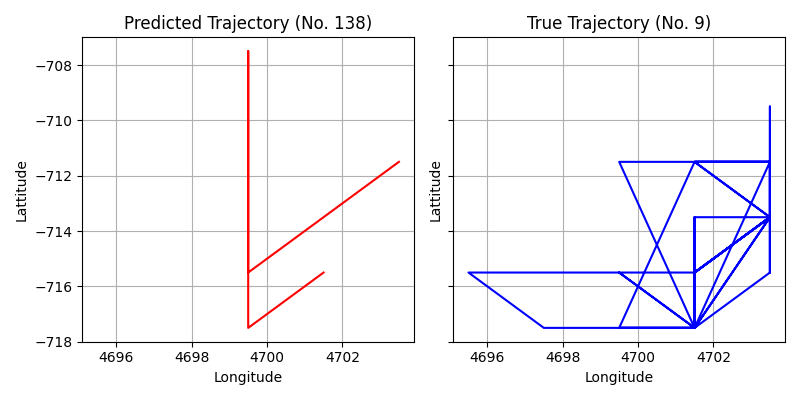 Predicted Trajectory (No. 138)
True Trajectory (No. 9)
−708
−710
−712
−714
−716
−718
Lattitude
Lattitude
4696
4698
4700
4702
4696
4698
4700
4702
Longitude
Longitude